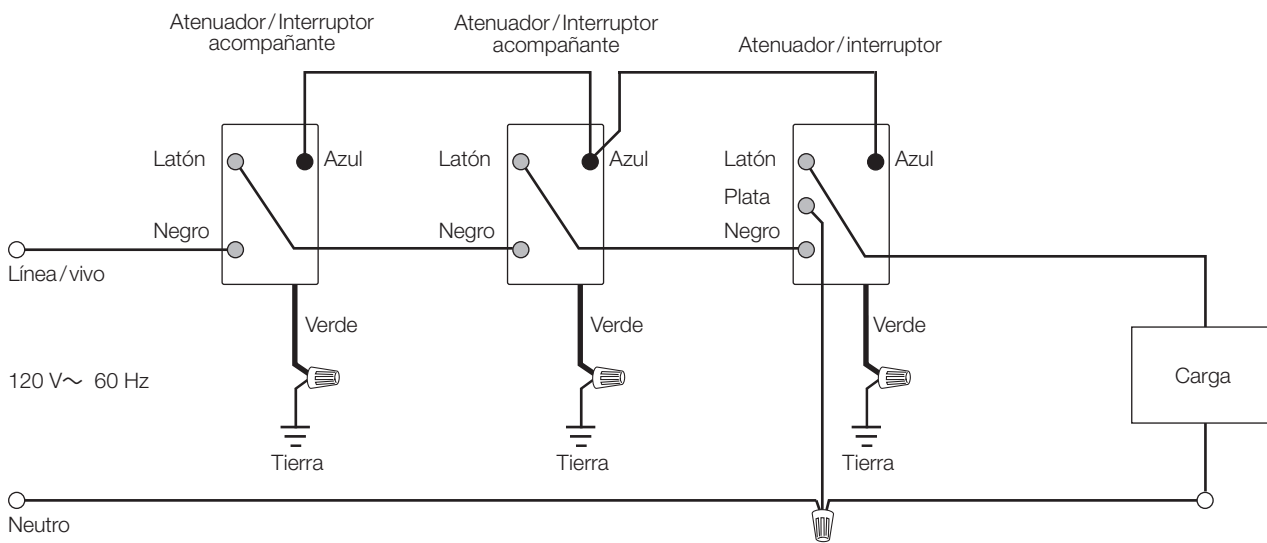 Atenuador/Interruptor
acompañante
Atenuador/Interruptor
acompañante
Atenuador/interruptor
Latón
Azul
Latón
Azul
Latón
Azul
Plata
Negro
Negro
Negro
Línea/vivo
Verde
Verde
Verde
120 V~ 60 Hz
Carga
Tierra
Tierra
Tierra
Neutro